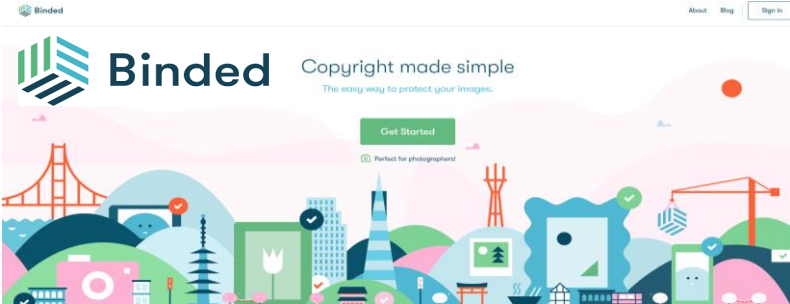 Binded
About Blog Sign in
Binded
Copyright made simple
The easy way to protect your images.
Get Started
Perfect for photographers!